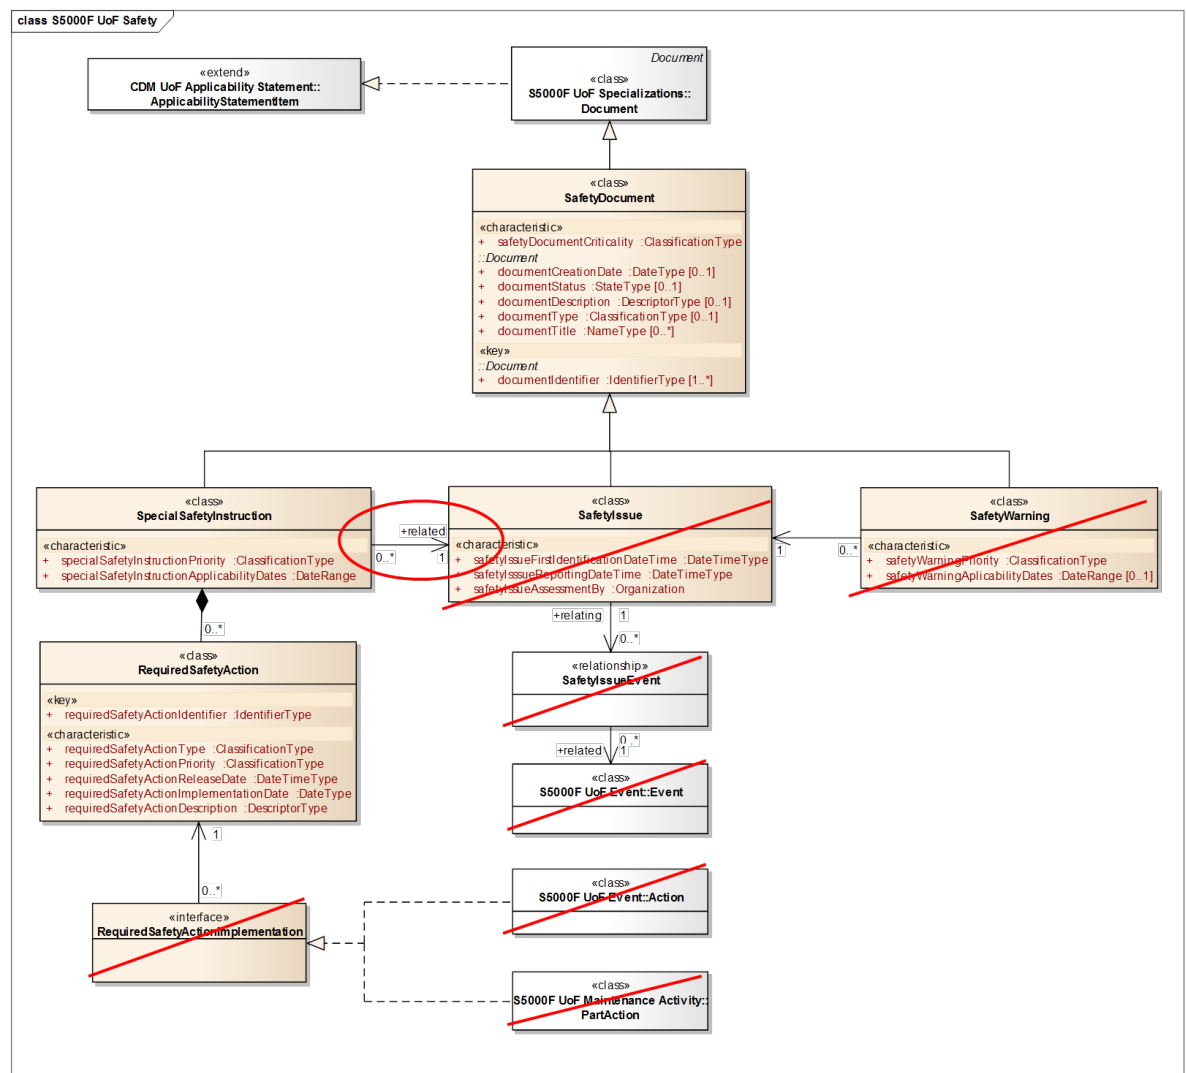 class S5000F UoF Safety
«extend»
CDM UoF Applicability Statement::
ApplicabilityStatementItem
Document
«class»
S5000F UoF Specializations::
Document
«class»
SafetyDocument
«characteristic»
+ safetyDocumentCriticality :ClassificationType
::Document
+ documentCreationDate :DateType [0..1]
+ documentStatus :StateType [0..1]
+ documentDescription :DescriptorType [0..1]
+ documentType :ClassificationType [0..1]
+ documentTitle :NameType [0..*]
«key»
::Document
+ documentIdentifier :IdentifierType [1..*]
«class»
SpecialSafetyInstruction
«characteristic»
+ specialSafetyInstructionPriority :ClassificationType
+ specialSafetyInstructionApplicabilityDates :DateRange
+related
0..*
1
«class»
SafetyIssue
«characteristic»
+ safetyIssueFirstIdentificationDateTime :DateTimeType
+ safetyIsssueReportingDateTime :DateTimeType
+ safetyIssueAssessmentBy :Organization
1
0..*
«class»
SafetyWarning
«characteristic»
+ safetyWarningPriority :ClassificationType
+ safetyWarningAplicabilityDates :DateRange [0..1]
0..*
«class»
RequiredSafetyAction
«key»
+ requiredSafetyActionIdentifier :IdentifierType
«characteristic»
+ requiredSafetyActionType :ClassificationType
+ requiredSafetyActionPriority :ClassificationType
+ requiredSafetyActionReleaseDate :DateTimeType
+ requiredSafetyActionImplementationDate :DateType
+ requiredSafetyActionDescription :DescriptorType
1
0..*
«interface»
RequiredSafetyActionImplementation
+relating
1
0..*
«relationship»
SafetyIssueEvent
0..*
+related
1
«class»
S5000F UoF Event::Event
«class»
S5000F UoF Event::Action
«class»
S5000F UoF Maintenance Activity::
PartAction